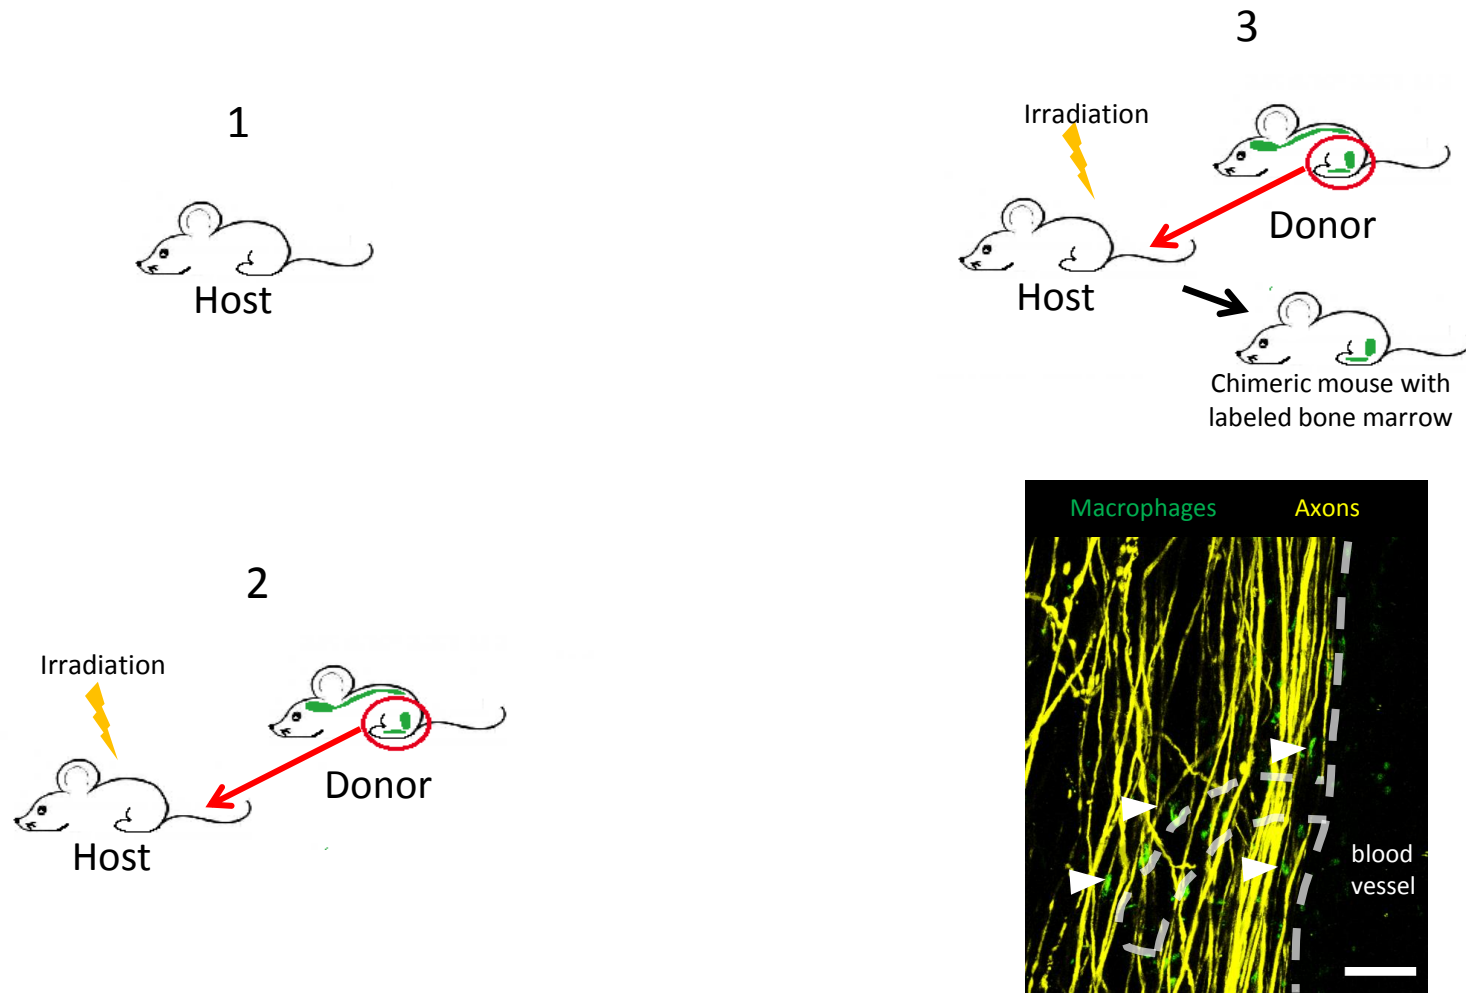 1
Host
2
Irradiation
Donor
Host
3
Irradiation
Donor
Host
Chimeric mouse with
labeled bone marrow
Macrophages Axons
blood
vessel